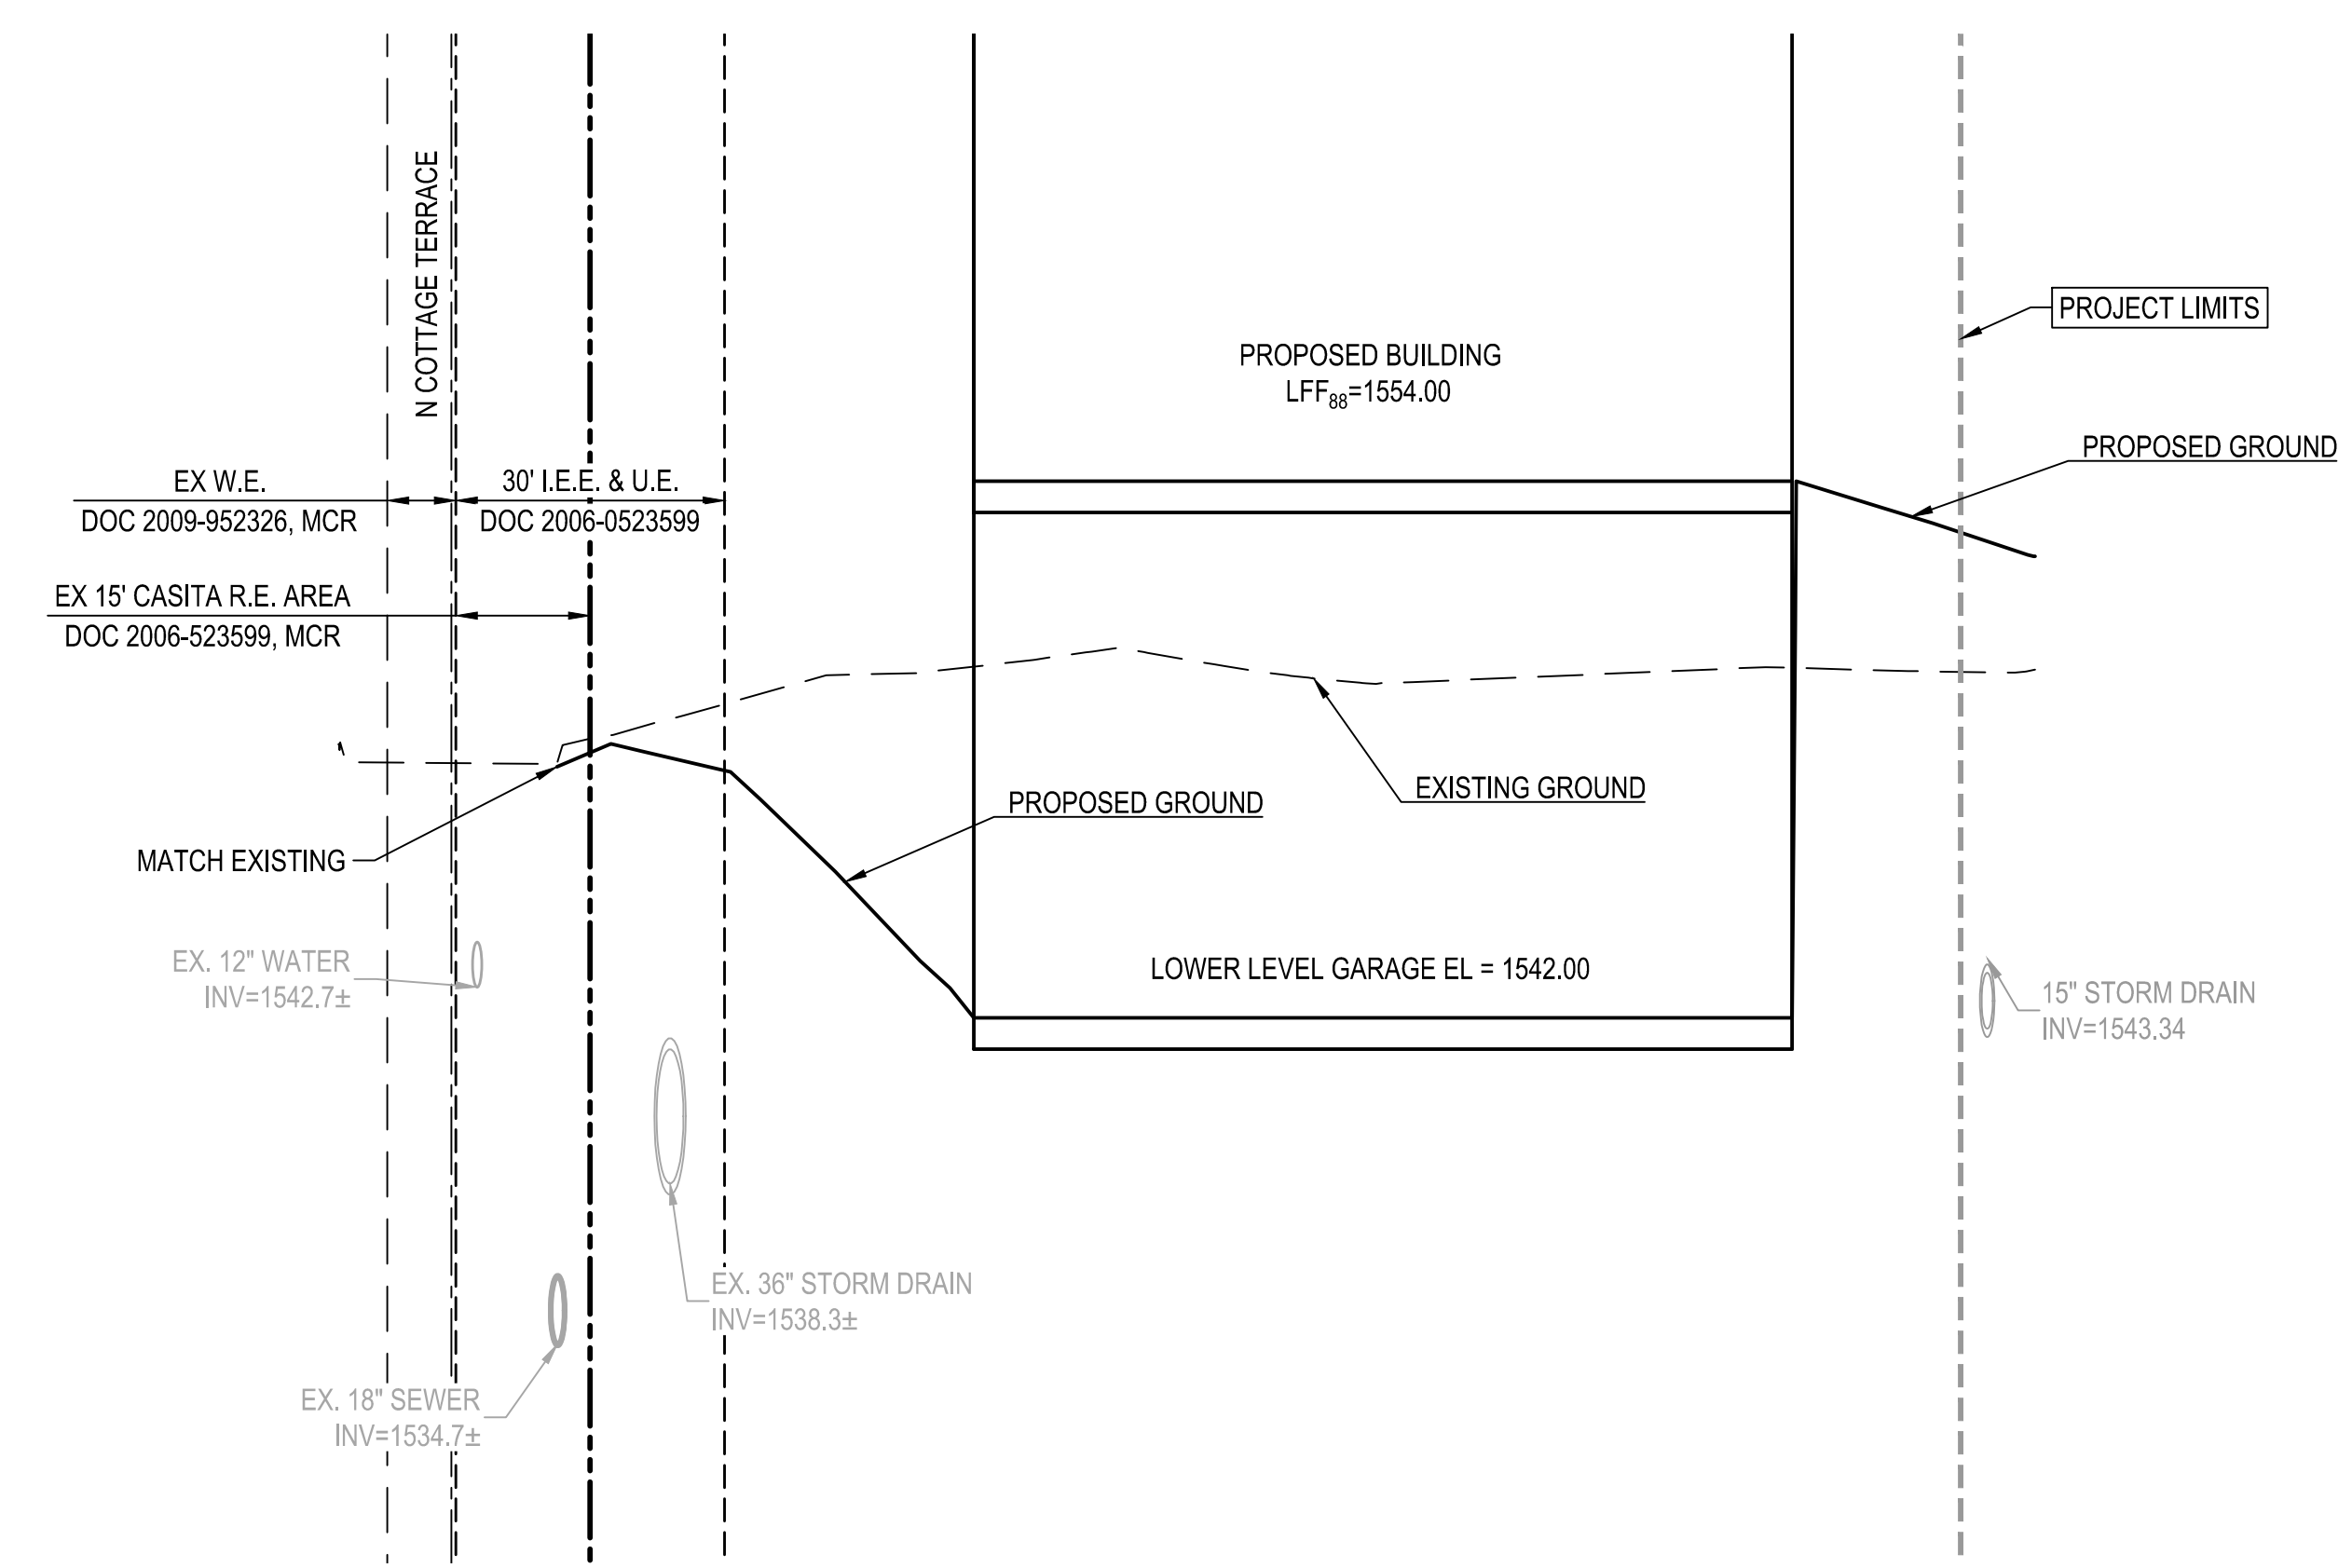 N COTTAGE TERRACE
PROJECT LIMITS
PROPOSED BUILDING
LFF88=1554.00
PROPOSED GROUND
EX W.E.
DOC 2009-952326, MCR
30' I.E.E. & U.E.
DOC 2006-0523599
EX 15' CASITA R.E. AREA
DOC 2006-523599, MCR
EXISTING GROUND
PROPOSED GROUND
MATCH EXISTING
EX. 12" WATER
INV=1542.7±
LOWER LEVEL GARAGE EL = 1542.00
15" STORM DRAIN
INV=1543.34
EX. 36" STORM DRAIN
INV=1538.3±
EX. 18" SEWER
INV=1534.7±